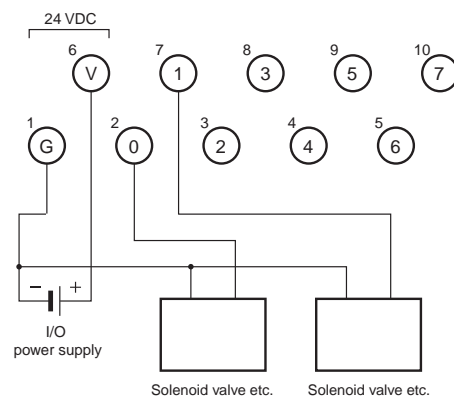 24 VDC
6 7 8 9 10
V 1 3 5 7
1 2 3 4 5
G 0 2 4 6
− +
I/O
power supply
Solenoid valve etc. Solenoid valve etc.